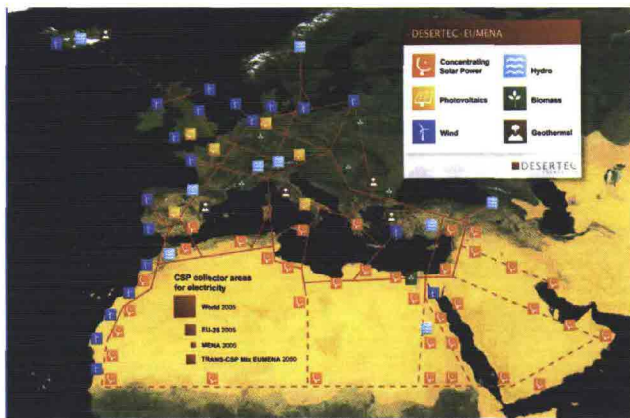 DESERTEC-EUMENA
Concentrating
Solar Power
Hydro
Photovoltaics
Biomass
Wind
Geothermal
DESERTEC
CSP collector areas
for electricity
World 2005
EU-25 2005
MENA 2005
TRANS-CSP Mix EUMENA 2050